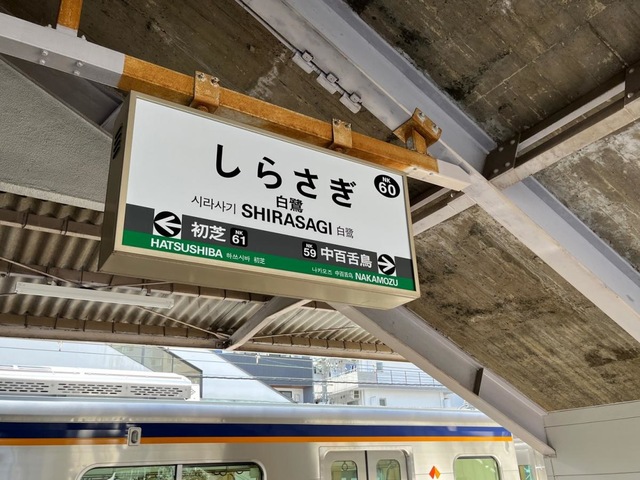 しらさぎ
NK 60
白鷺
시라사기 SHIRASAGI 白鷺
初芝 NK 61
NK 59 中百舌鳥
HATSUSHIBA 하쓰시바 初芝
나카모즈 中百舌鸟 NAKAMOZU